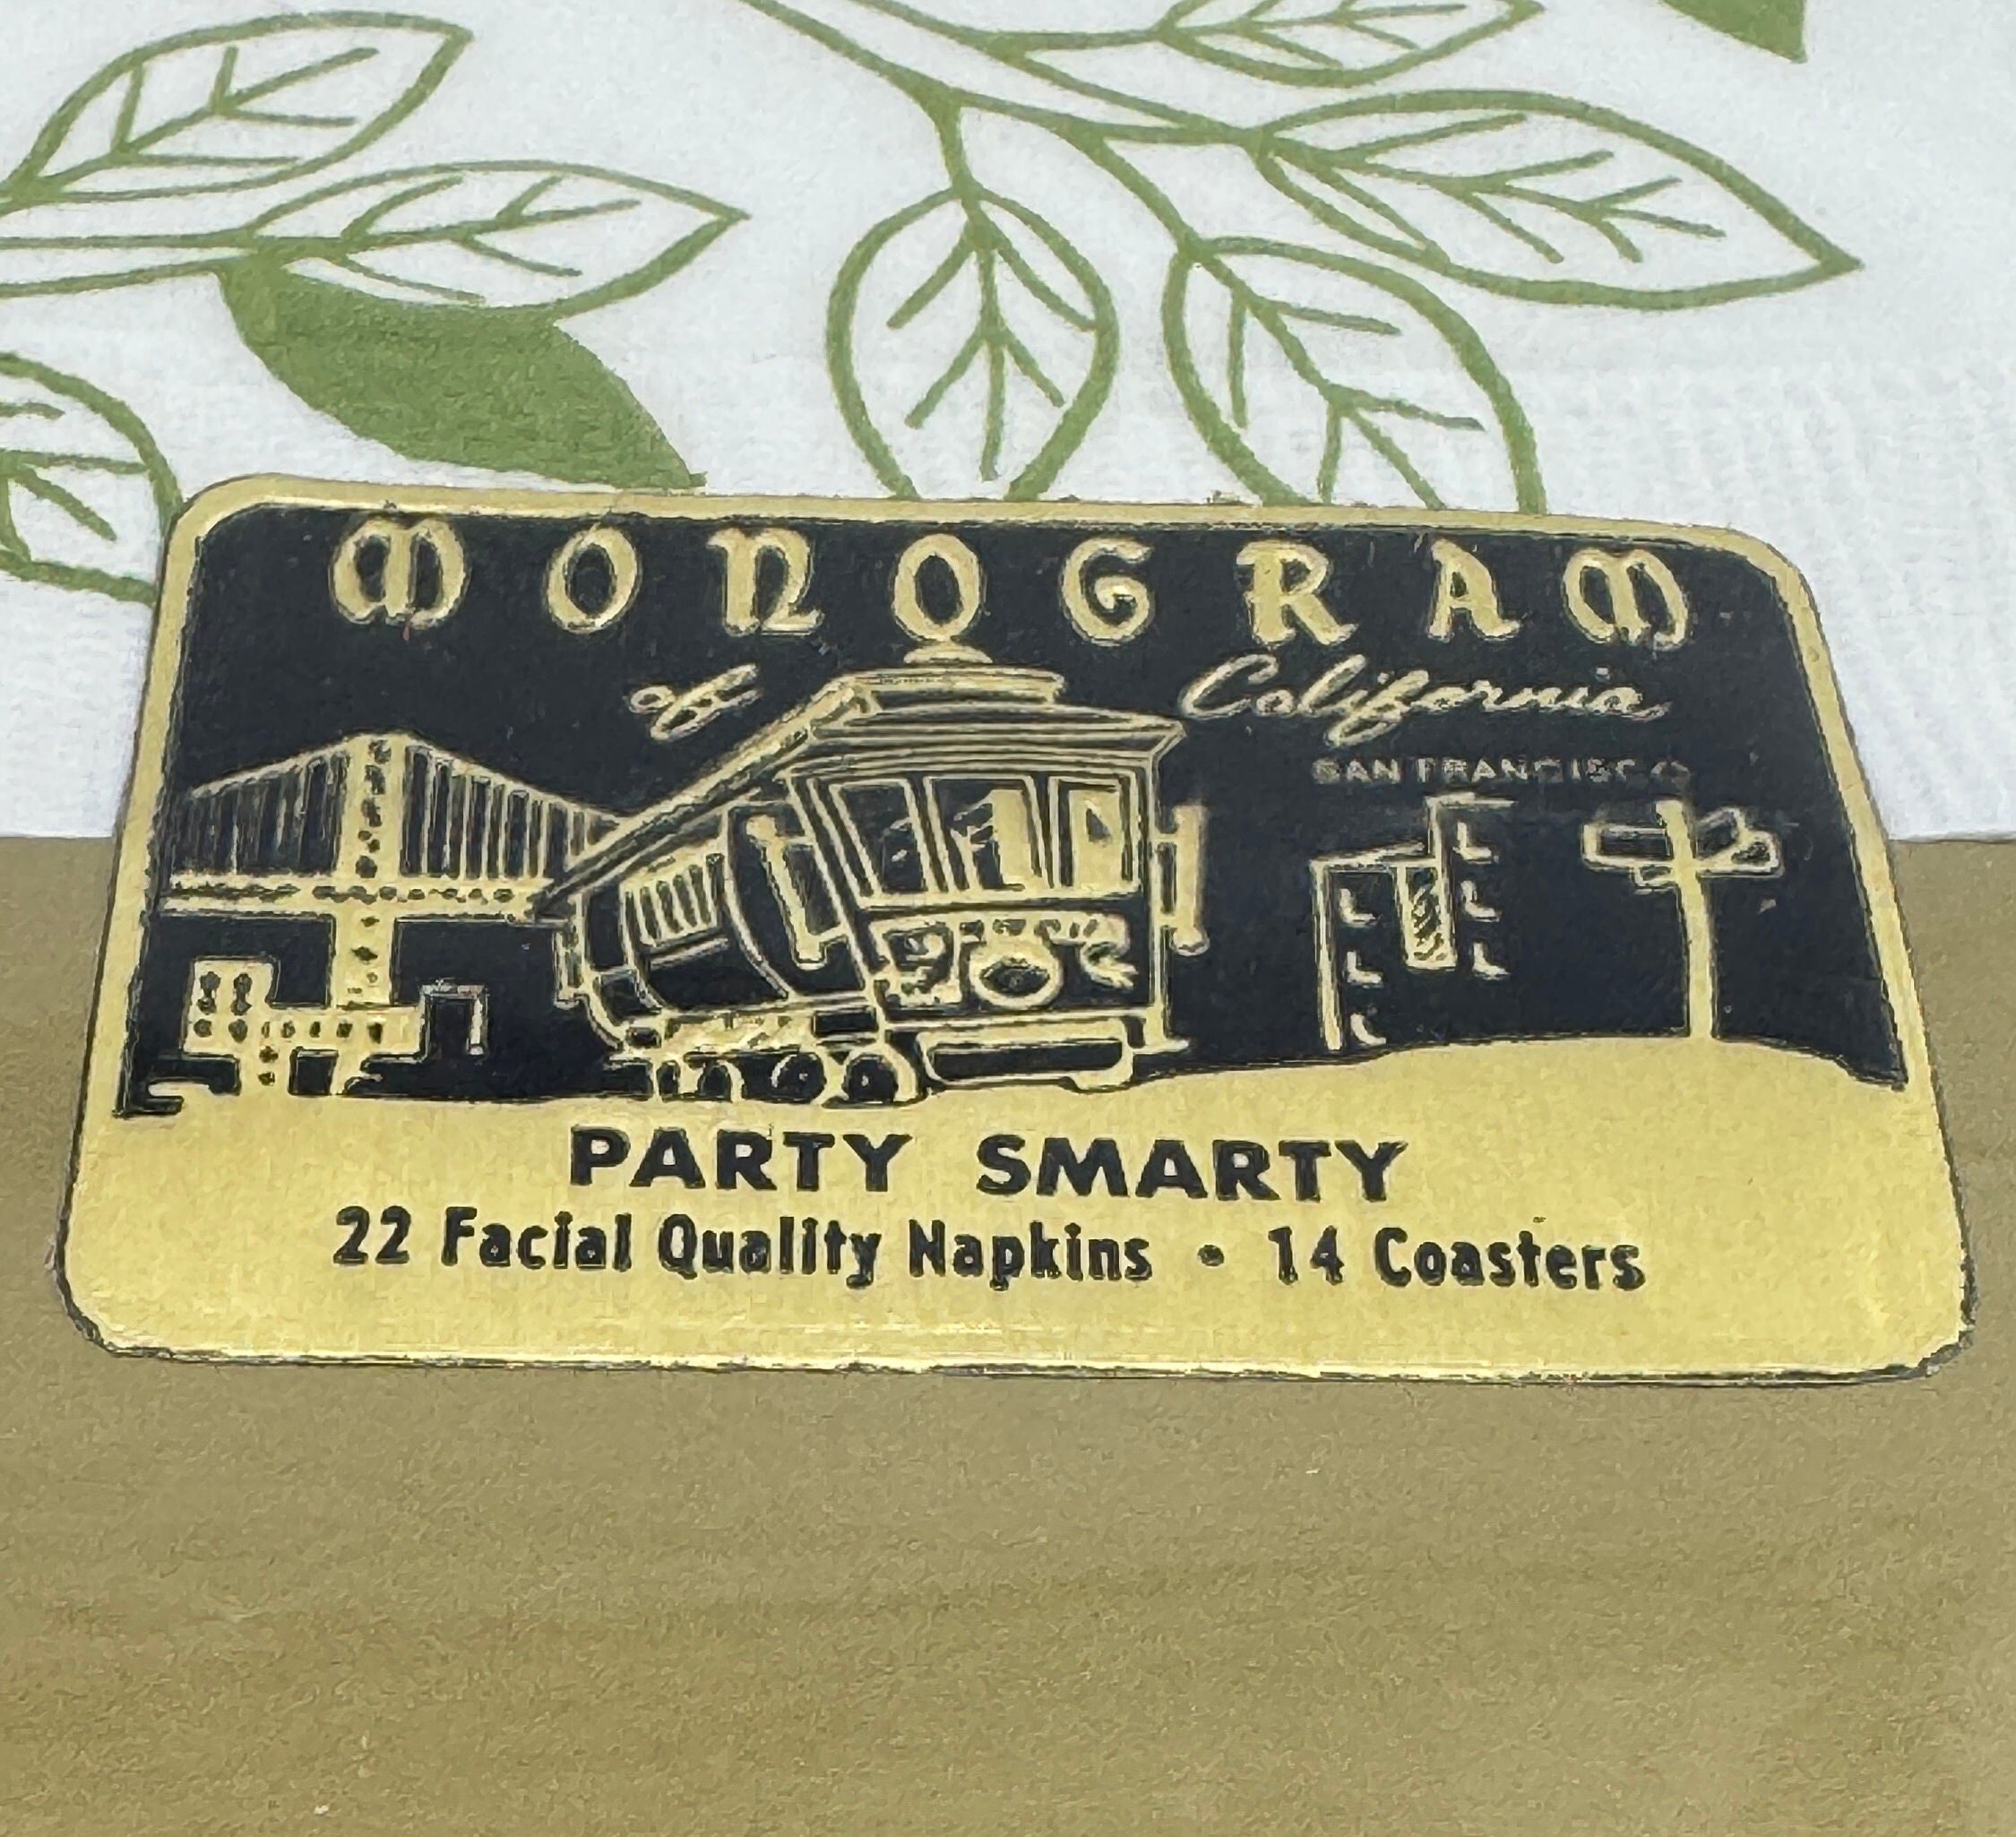 MONOGRAM
of California
SAN FRANCISCO
PARTY SMARTY
22 Facial Quality Napkins • 14 Coasters